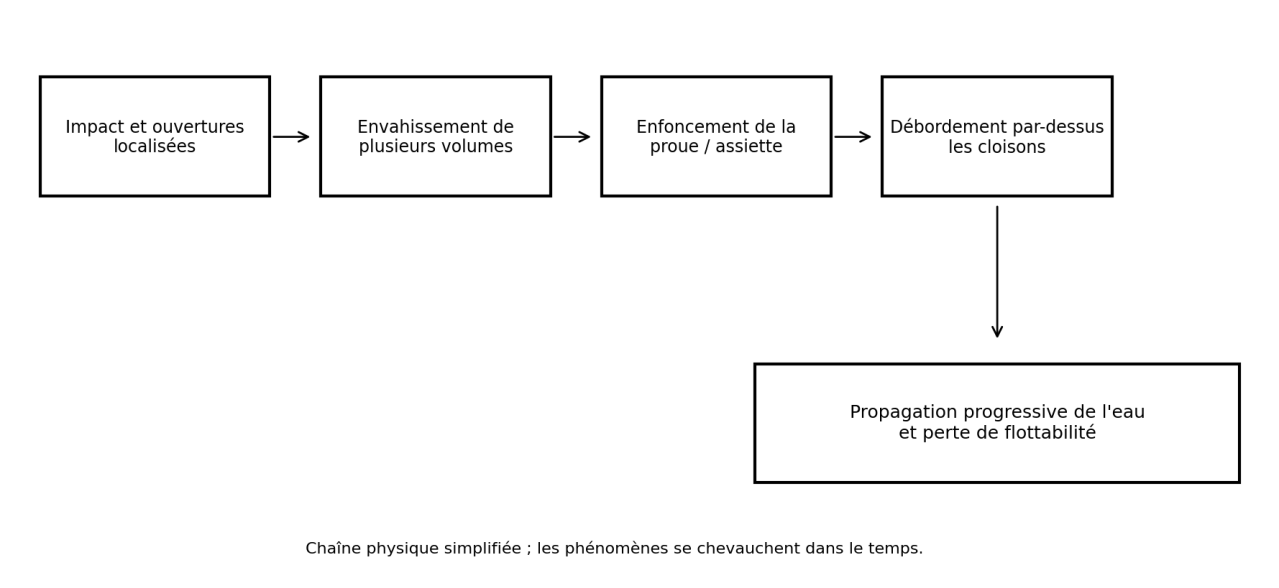 Impact et ouvertures
localisées
Envahissement de
plusieurs volumes
Enfoncement de la
proue / assiette
Débordement par-dessus
les cloisons
Propagation progressive de l'eau
et perte de flottabilité
Chaîne physique simplifiée ; les phénomènes se chevauchent dans le temps.